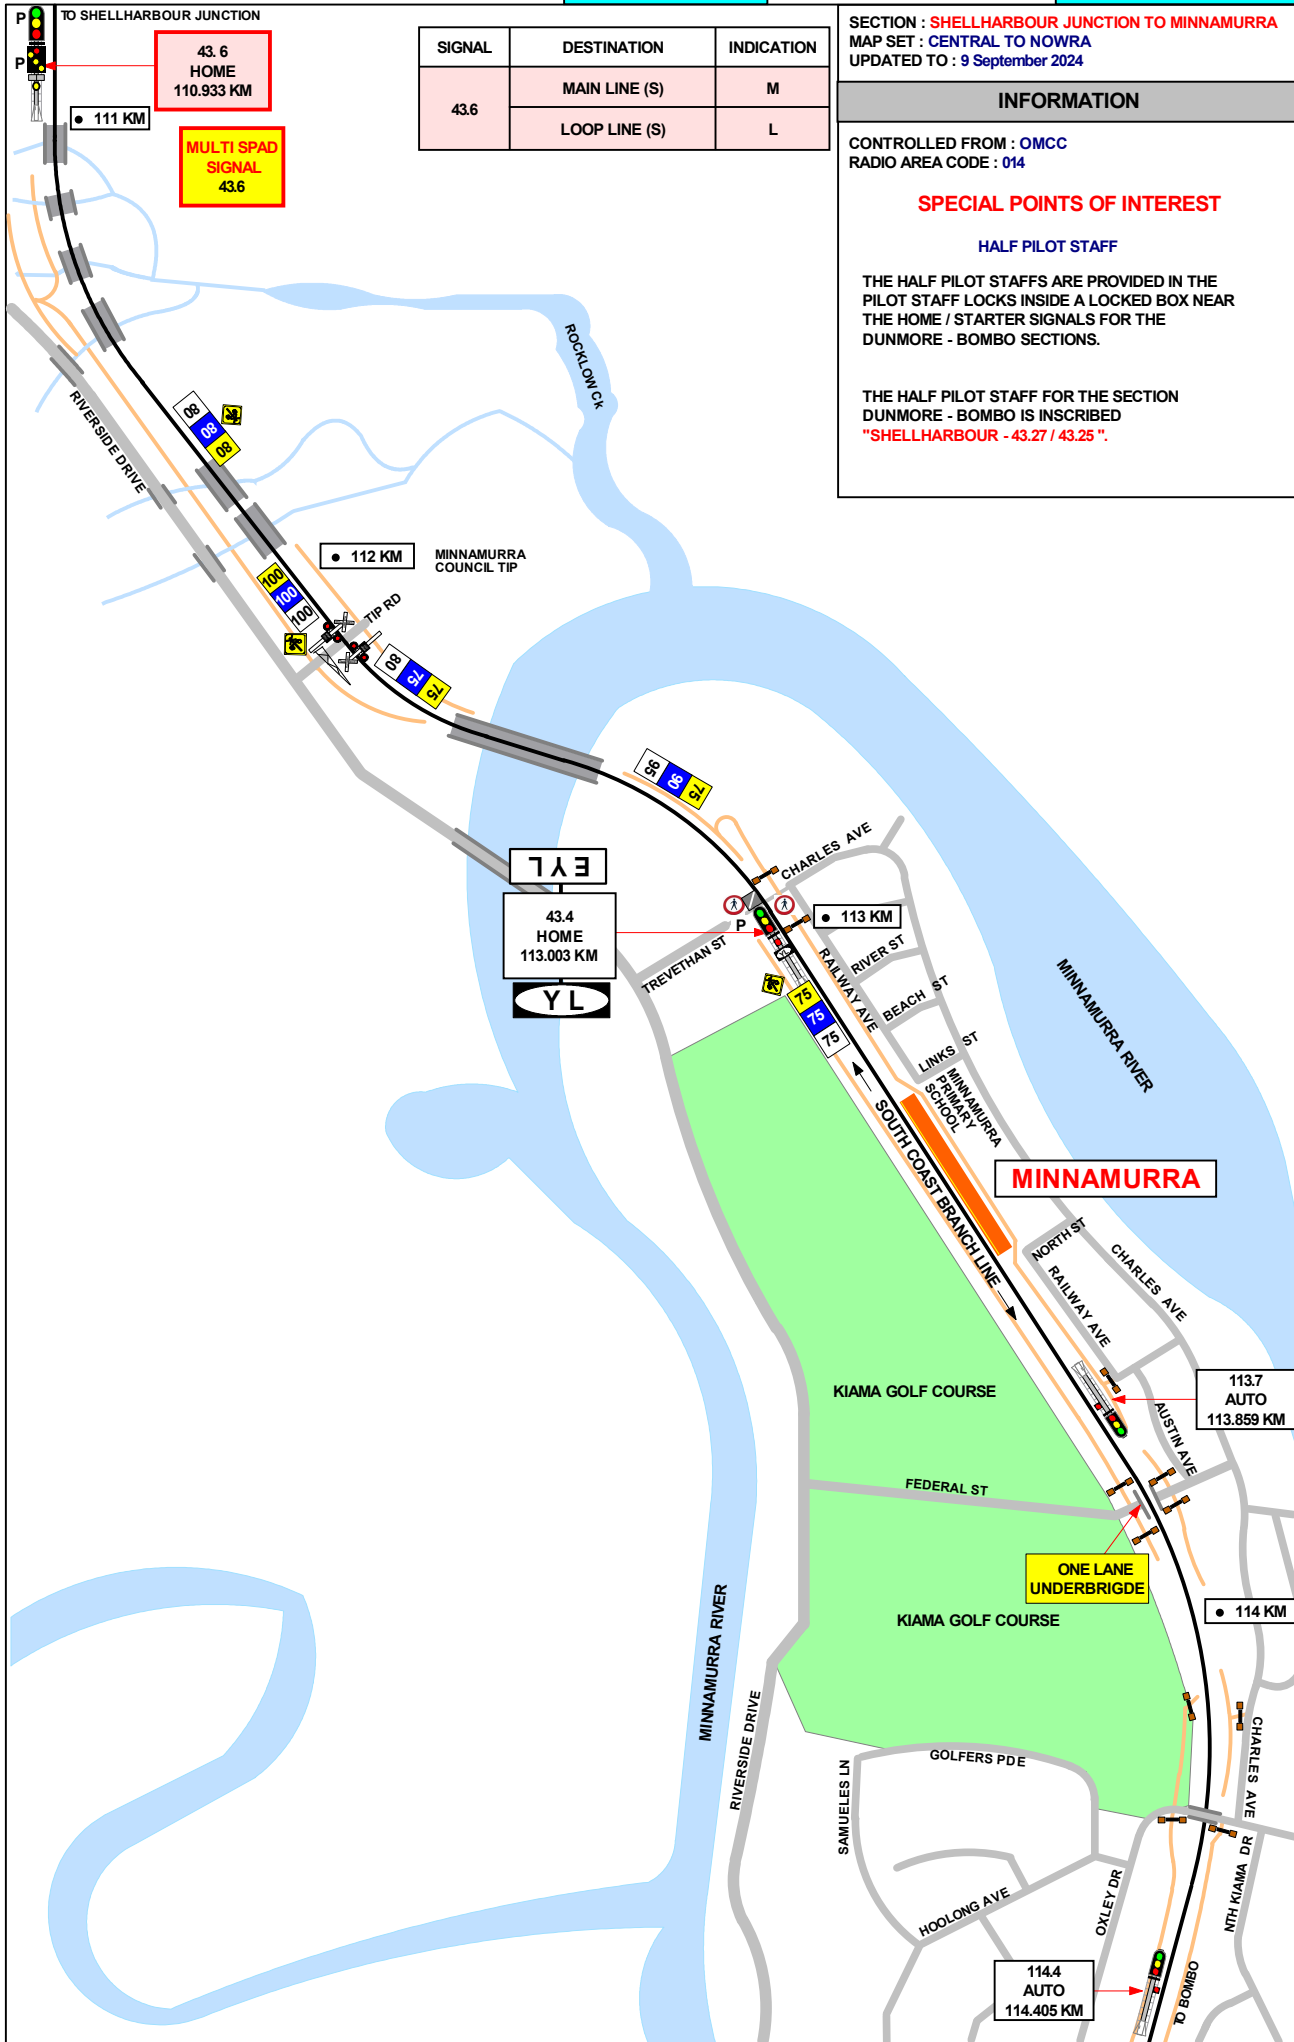 P
TO SHELLHARBOUR JUNCTION
P
43. 6
HOME
110.933 KM
111 KM
MULTI SPAD
SIGNAL
43.6
SIGNAL DESTINATION INDICATION
43.6
MAIN LINE (S) M
LOOP LINE (S) L
SECTION : SHELLHARBOUR JUNCTION TO MINNAMURRA
MAP SET : CENTRAL TO NOWRA
UPDATED TO : 9 September 2024
INFORMATION
CONTROLLED FROM : OMCC
RADIO AREA CODE : 014
SPECIAL POINTS OF INTEREST
HALF PILOT STAFF
THE HALF PILOT STAFFS ARE PROVIDED IN THE
PILOT STAFF LOCKS INSIDE A LOCKED BOX NEAR
THE HOME / STARTER SIGNALS FOR THE
DUNMORE - BOMBO SECTIONS.
THE HALF PILOT STAFF FOR THE SECTION
DUNMORE - BOMBO IS INSCRIBED
"SHELLHARBOUR - 43.27 / 43.25 ".
ROCKLOW CK
RIVERSIDE DRIVE
80
80
80
112 KM
MINNAMURRA
COUNCIL TIP
100
100
100
TIP RD
80
75
75
95
90
75
CHARLES AVE
EYL
43.4
HOME
113.003 KM
YL
P
113 KM
TREVETHAN ST
RAILWAY AVE
RIVER ST
BEACH ST
LINKS ST
75
75
75
MINNAMURRA
PRIMARY
SCHOOL
MINNAMURRA RIVER
SOUTH COAST BRANCH LINE
MINNAMURRA
NORTH ST
RAILWAY AVE
CHARLES AVE
KIAMA GOLF COURSE
113.7
AUTO
113.859 KM
AUSTIN AVE
FEDERAL ST
ONE LANE
UNDERBRIGDE
114 KM
KIAMA GOLF COURSE
MINNAMURRA RIVER
RIVERSIDE DRIVE
GOLFERS PDE
SAMUELES LN
CHARLES AVE
HOOLONG AVE
OXLEY DR
NTH KIAMA DR
114.4
AUTO
114.405 KM
TO BOMBO